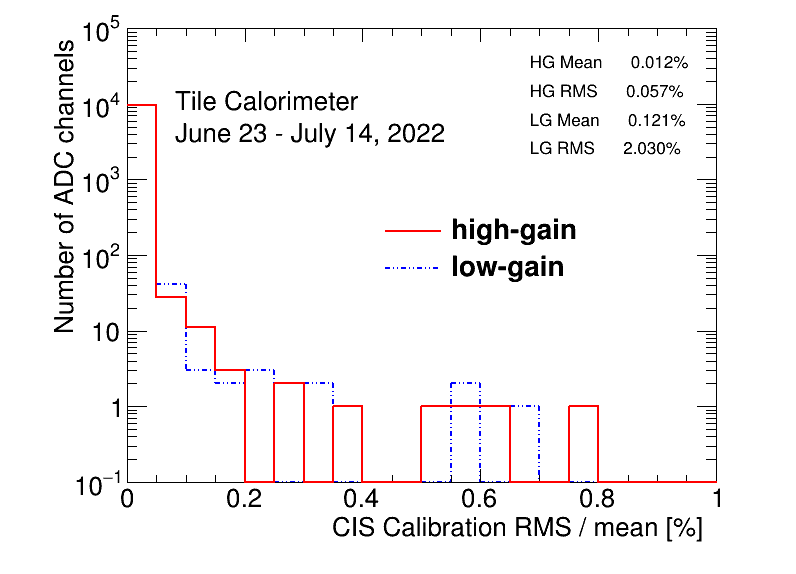 10^5
10^4
10^3
10^2
10
1
10^−1
Number of ADC channels
Tile Calorimeter
June 23 - July 14, 2022
HG Mean 0.012%
HG RMS 0.057%
LG Mean 0.121%
LG RMS 2.030%
high-gain
low-gain
0 0.2 0.4 0.6 0.8 1
CIS Calibration RMS / mean [%]